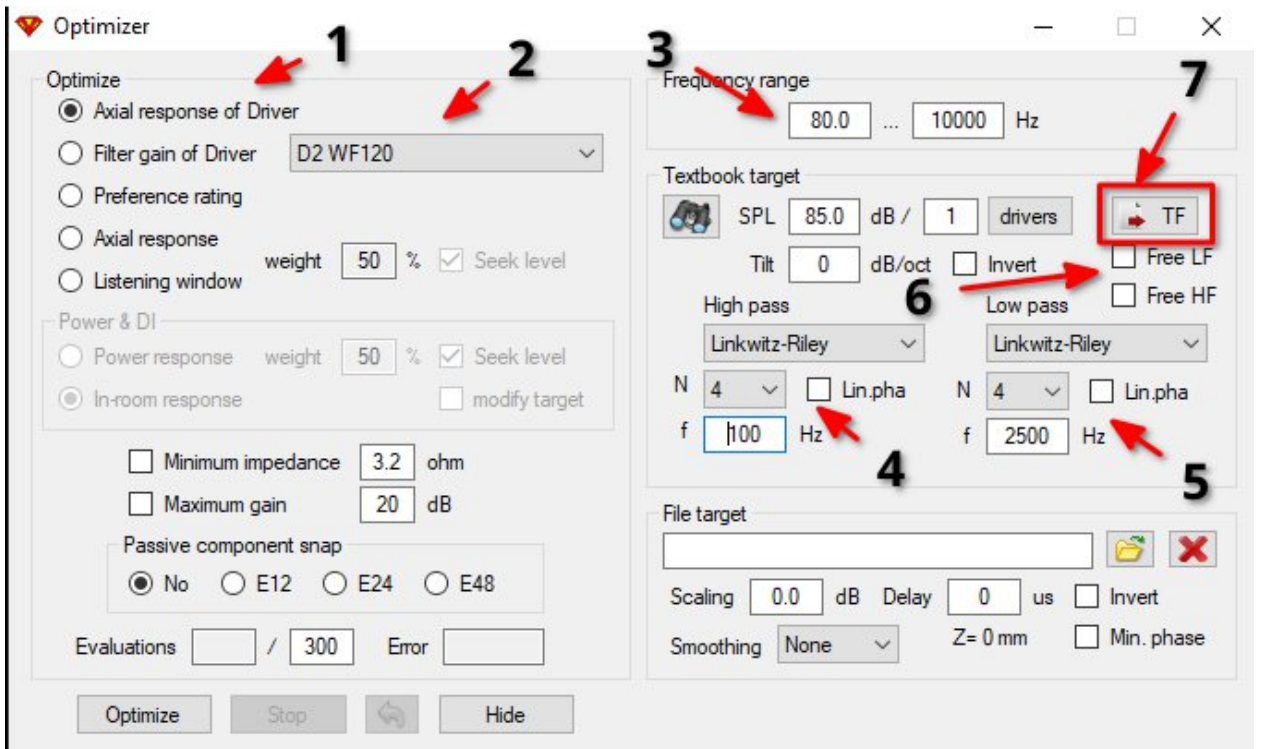 Optimizer
1
2
3
7
Optimize
Axial response of Driver
Filter gain of Driver D2 WF120
Preference rating
Axial response
Listening window
weight 50 % Seek level
Power & DI
Power response weight 50 % Seek level
In-room response modify target
Minimum impedance 3.2 ohm
Maximum gain 20 dB
Passive component snap
No E12 E24 E48
Evaluations / 300 Error
Optimize Stop Hide
Frequency range
80.0 ... 10000 Hz
Textbook target
SPL 85.0 dB / 1 drivers TF
Tilt 0 dB/oct Invert Free LF
6
Free HF
High pass Low pass
Linkwitz-Riley Linkwitz-Riley
N 4 Lin.pha N 4 Lin.pha
f 100 Hz f 2500 Hz
4
5
File target
Scaling 0.0 dB Delay 0 us Invert
Smoothing None Z= 0 mm Min. phase